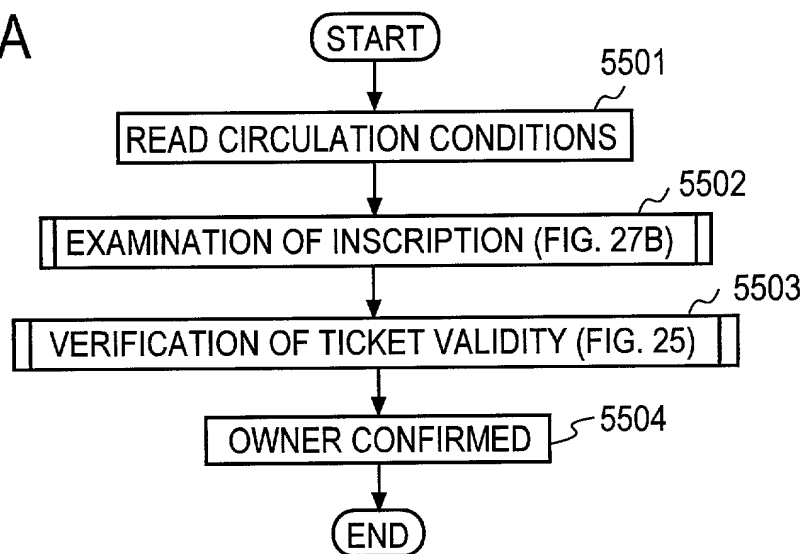 A
START
5501
READ CIRCULATION CONDITIONS
5502
EXAMINATION OF INSCRIPTION (FIG. 27B)
5503
VERIFICATION OF TICKET VALIDITY (FIG. 25)
OWNER CONFIRMED
5504
END